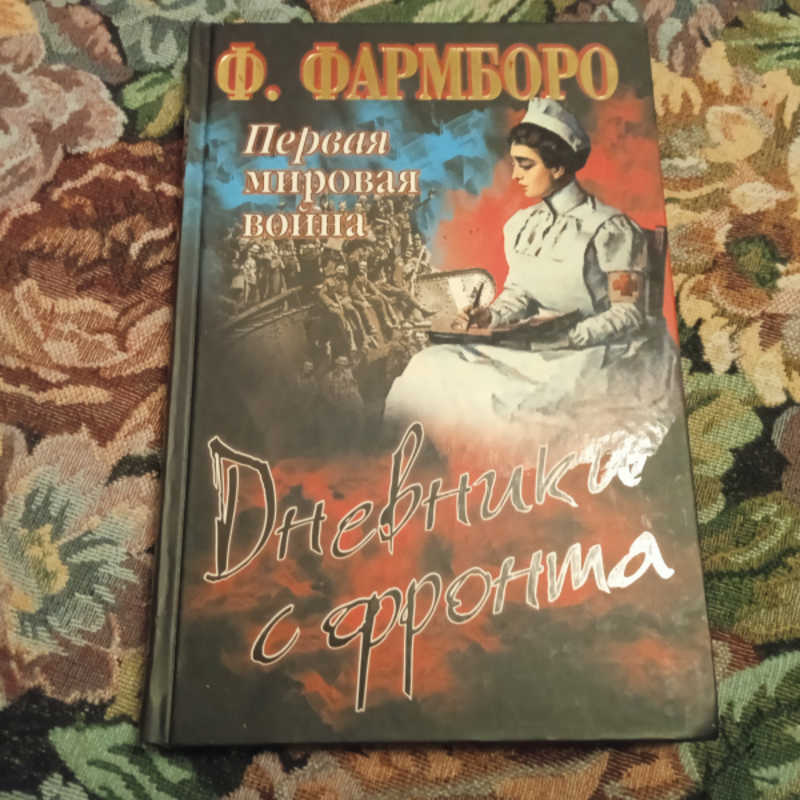 Ф. ФАРМБОРО
Первая
мировая
война
Дневники
с фронта